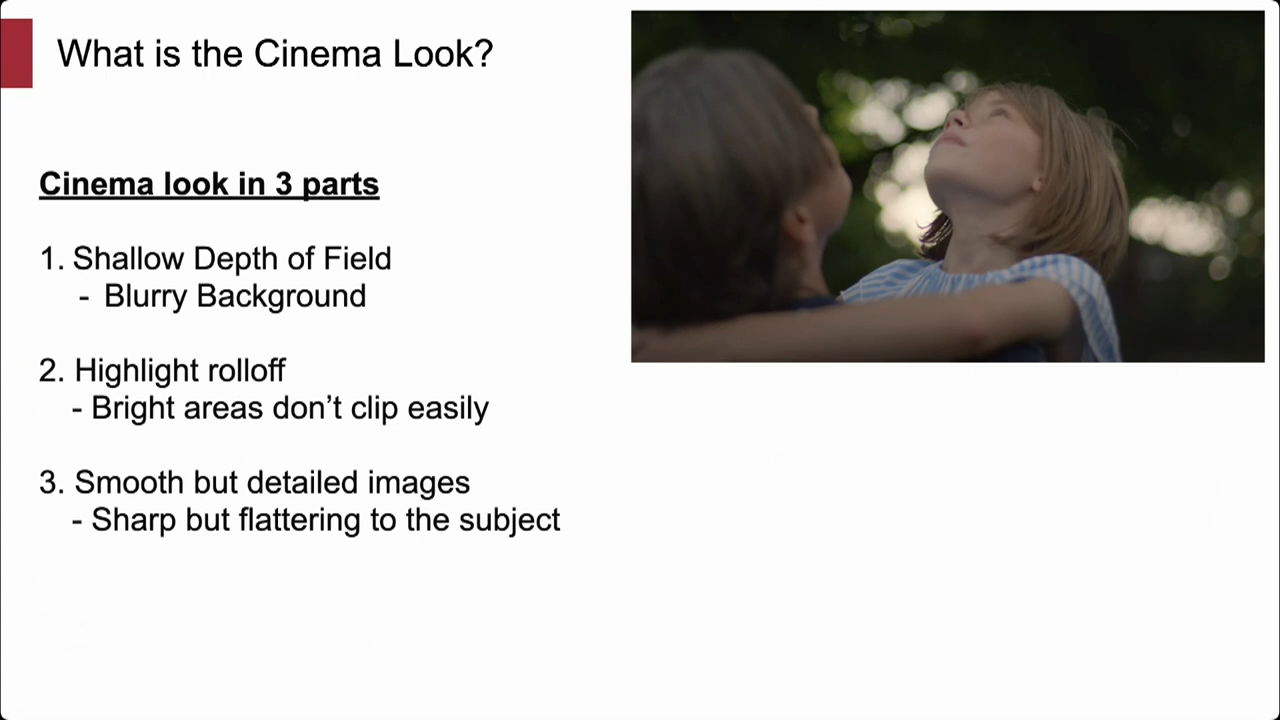 What is the Cinema Look?
Cinema look in 3 parts
1. Shallow Depth of Field
- Blurry Background
2. Highlight rolloff
- Bright areas don’t clip easily
3. Smooth but detailed images
- Sharp but flattering to the subject